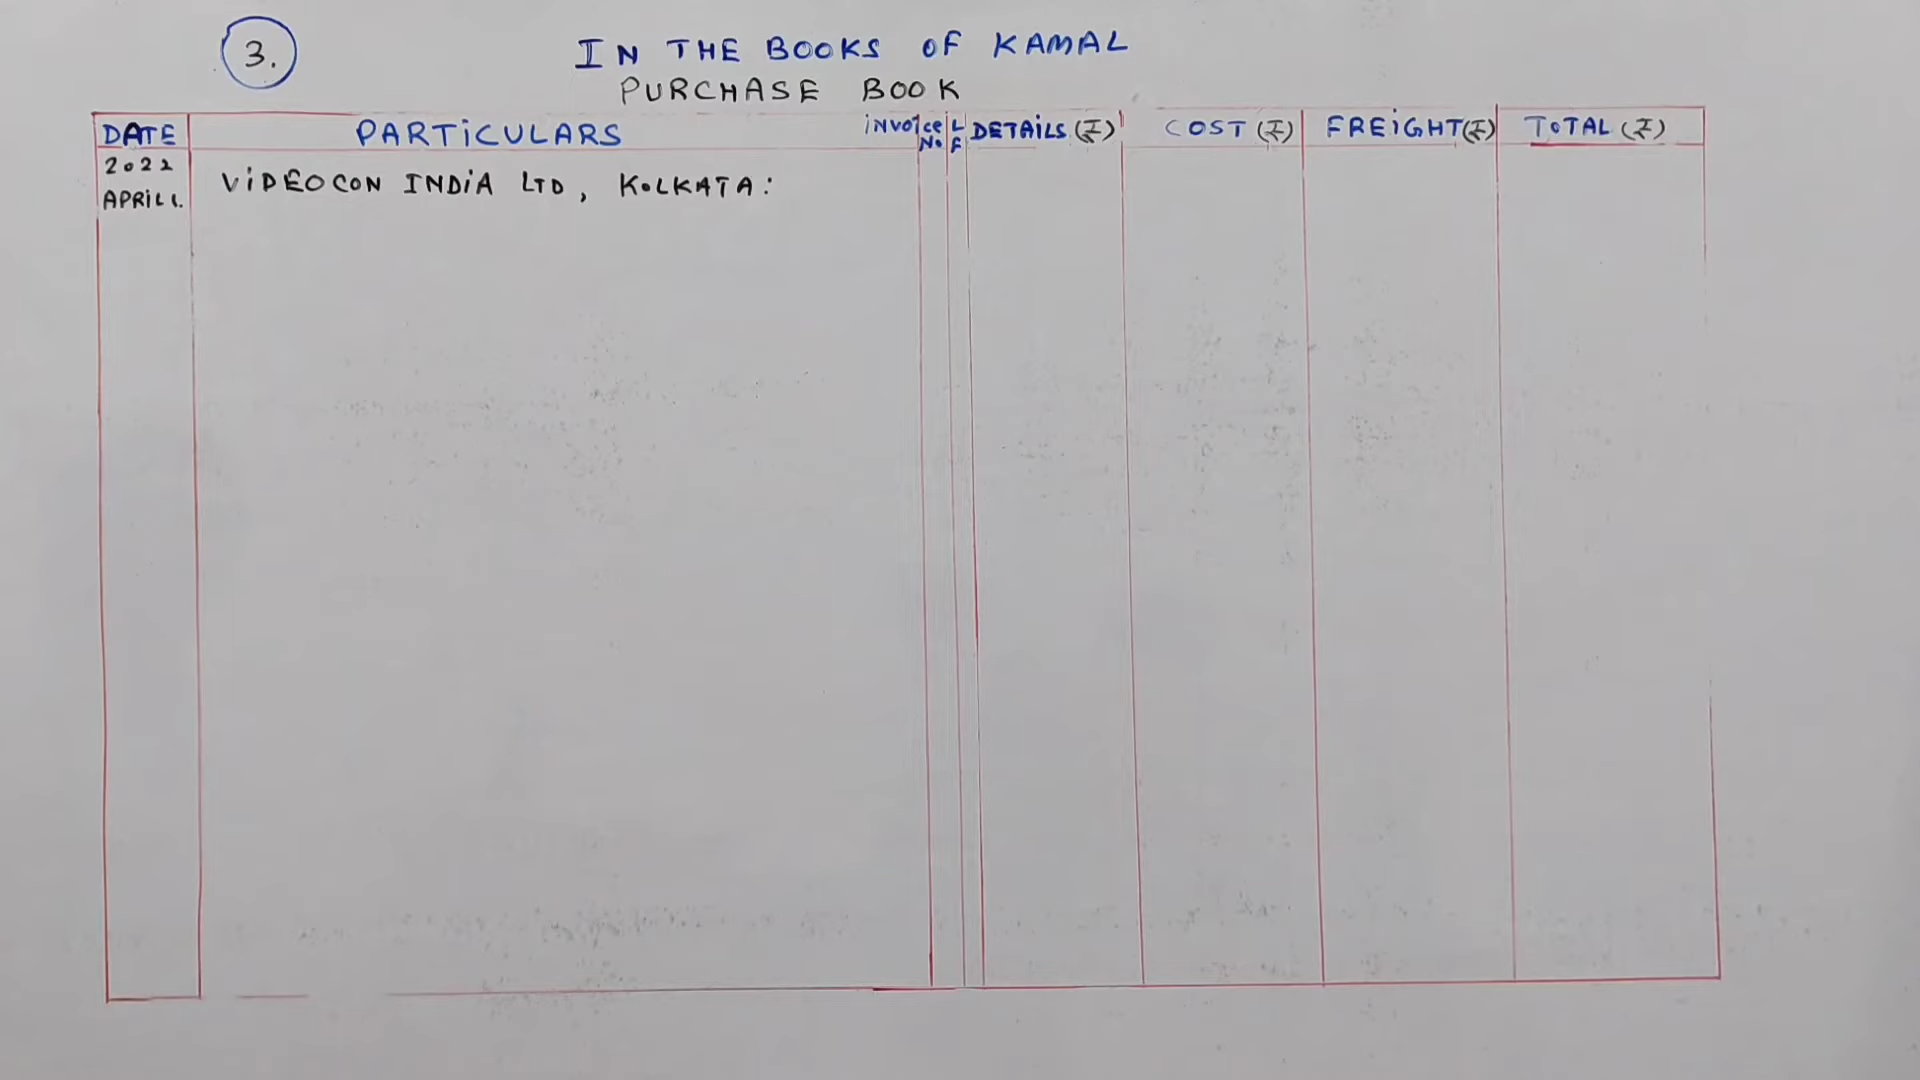 3.
IN THE BOOKS OF KAMAL
PURCHASE BOOK
DATE PARTICULARS INVOICE No LF DETAILS (₹) COST (₹) FREIGHT (₹) TOTAL (₹)
2022
APRIL 1. VIDEOCON INDIA LTD, KOLKATA: